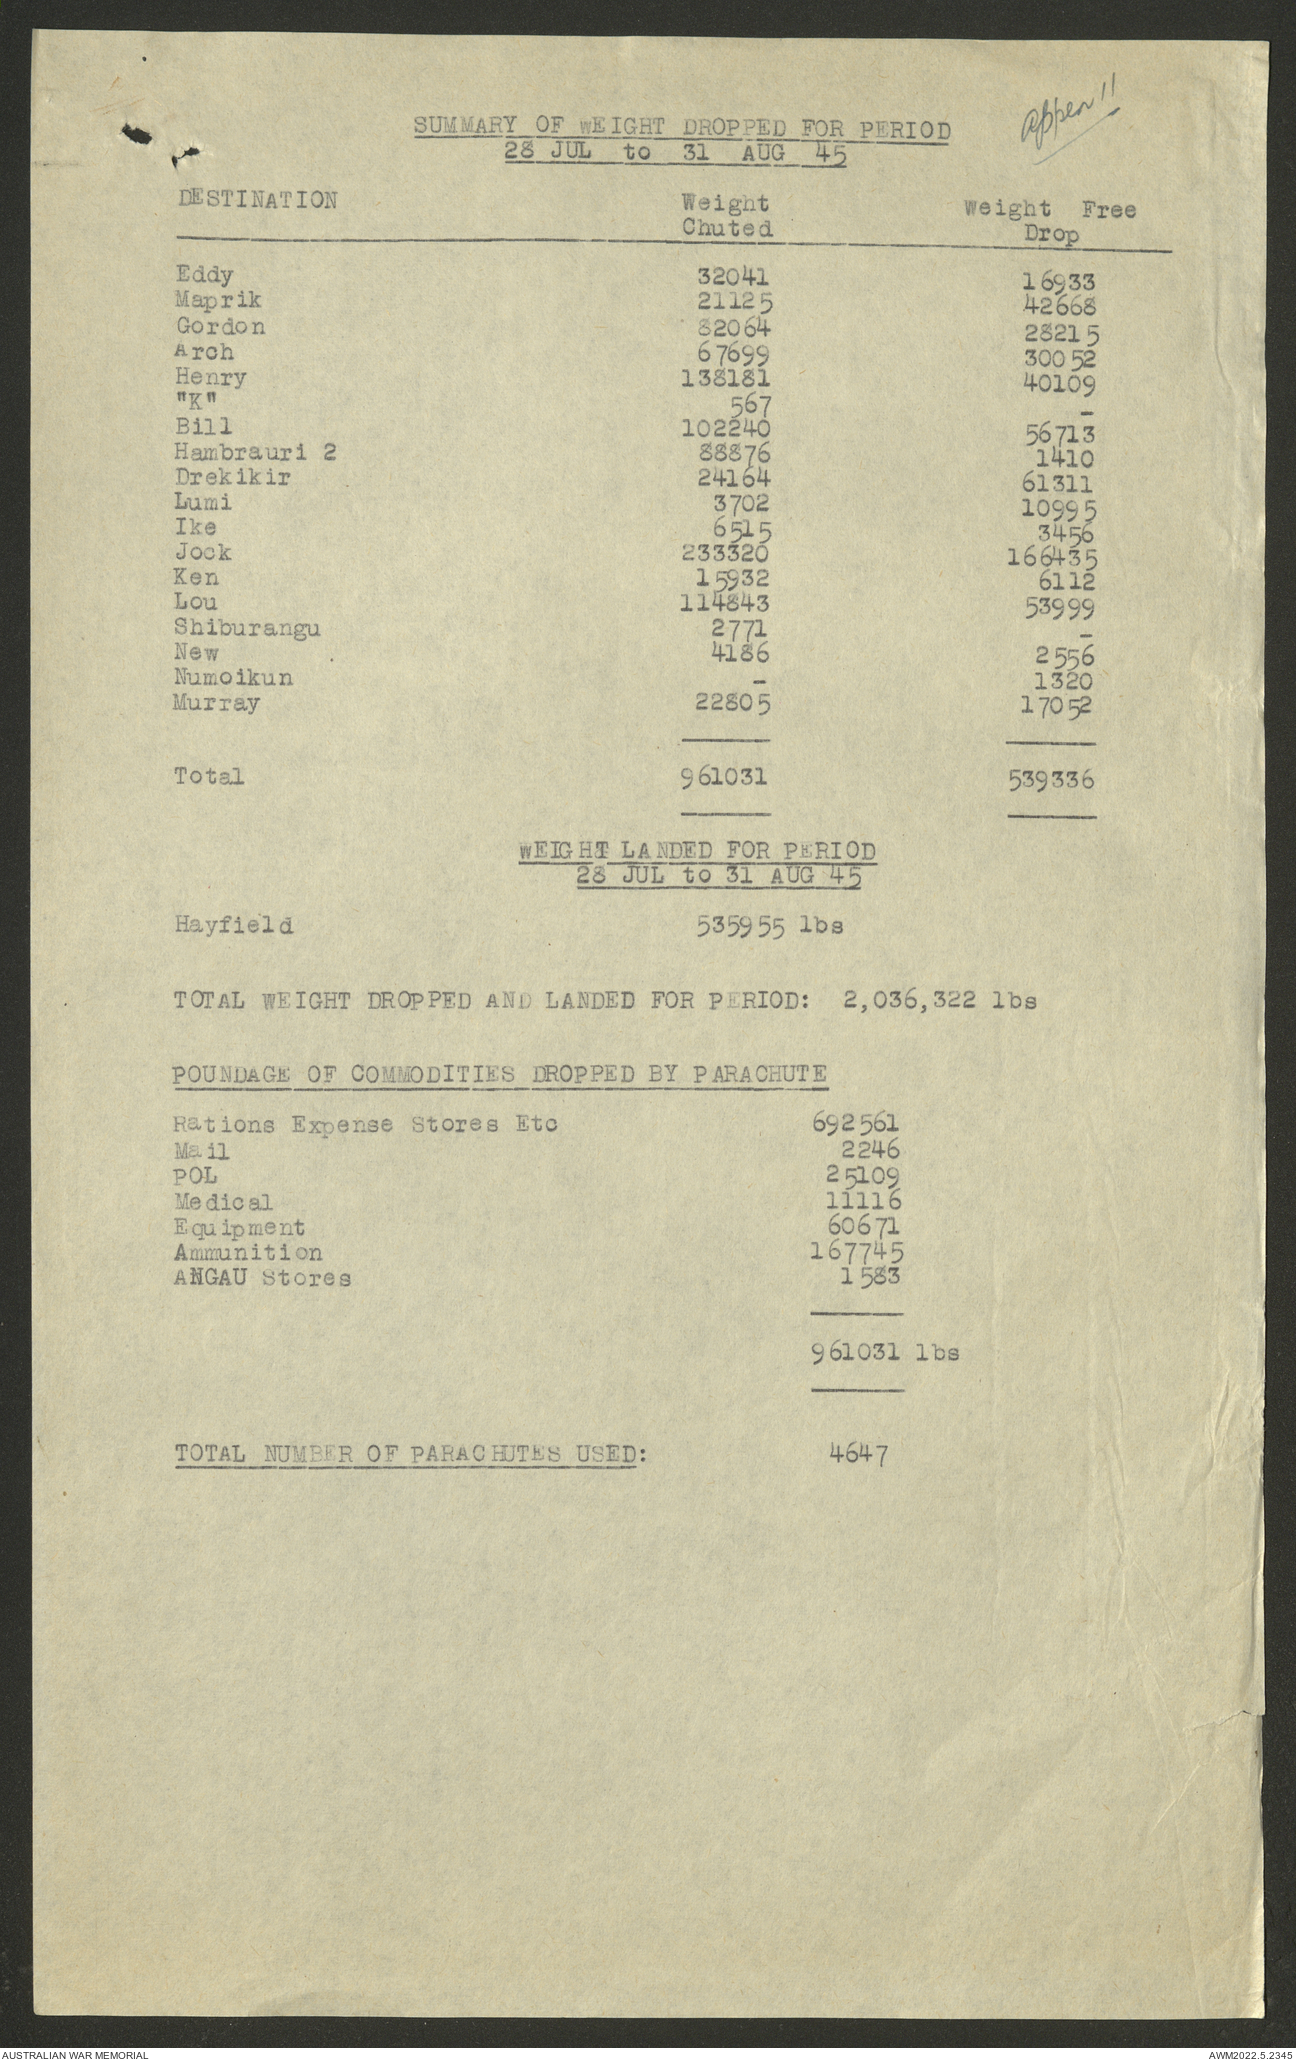 appen 11
SUMMARY OF WEIGHT DROPPED FOR PERIOD
28 JUL to 31 AUG 45
DESTINATION Weight Chuted Weight Free Drop
Eddy 32041 16933
Maprik 21125 42668
Gordon 82064 28215
Arch 67699 30052
Henry 138181 40109
"K" 567 -
Bill 102240 56713
Hambrauri 2 88876 1410
Drekikir 24164 61311
Lumi 3702 10995
Ike 6515 3456
Jock 233320 166435
Ken 15932 6112
Lou 114843 53999
Shiburangu 2771 -
New 4186 2556
Numoikun - 1320
Murray 22805 17052
Total 961031 539336
WEIGHT LANDED FOR PERIOD
28 JUL to 31 AUG 45
Hayfield 535955 lbs
TOTAL WEIGHT DROPPED AND LANDED FOR PERIOD: 2,036,322 lbs
POUNDAGE OF COMMODITIES DROPPED BY PARACHUTE
Rations Expense Stores Etc 692561
Mail 2246
POL 25109
Medical 11116
Equipment 60671
Ammunition 167745
ANGAU Stores 1583
961031 lbs
TOTAL NUMBER OF PARACHUTES USED: 4647
AUSTRALIAN WAR MEMORIAL AWM2022.5.2345